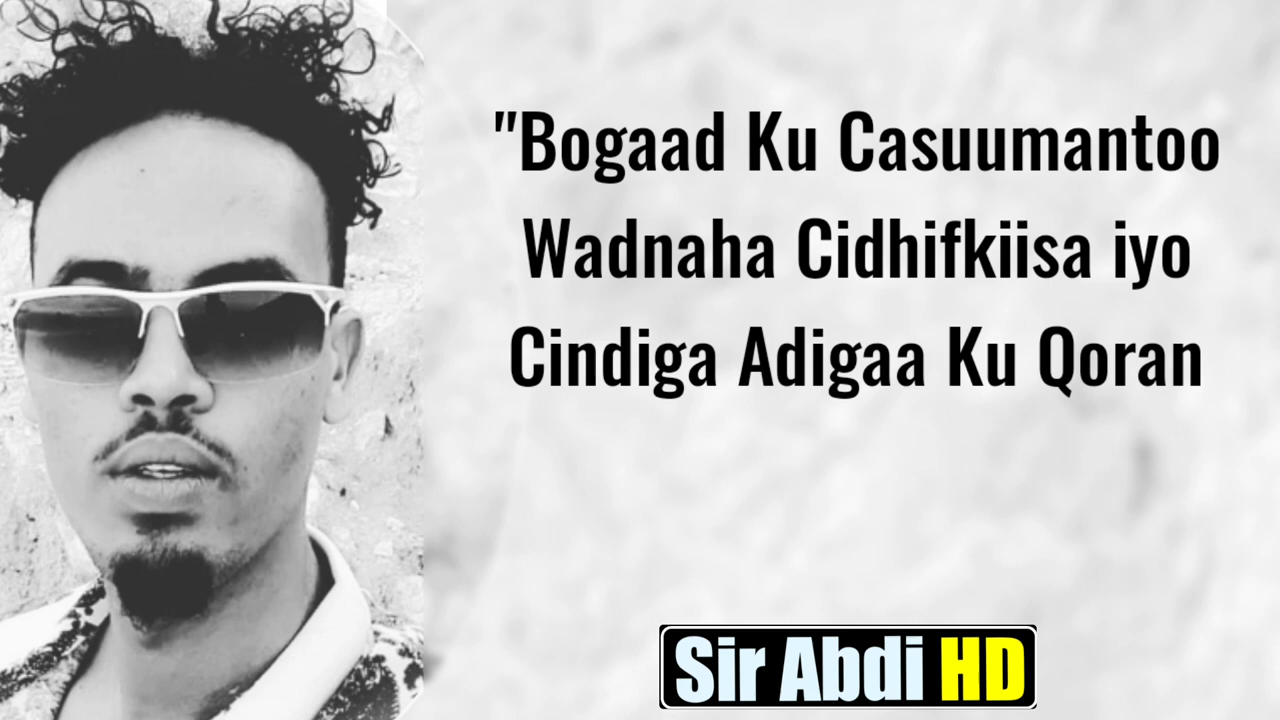 "Bogaad Ku Casuumantoo
Wadnaha Cidhifkiisa iyo
Cindiga Adigaa Ku Qoran
Sir Abdi HD